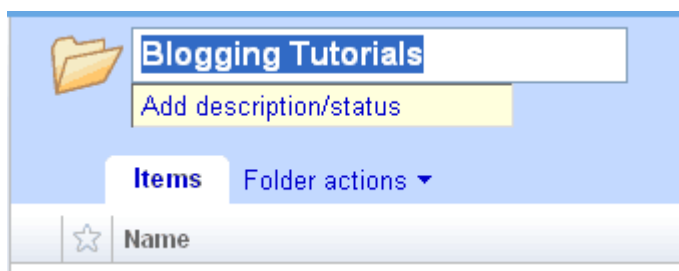 Blogging Tutorials
Add description/status
Items Folder actions
Name